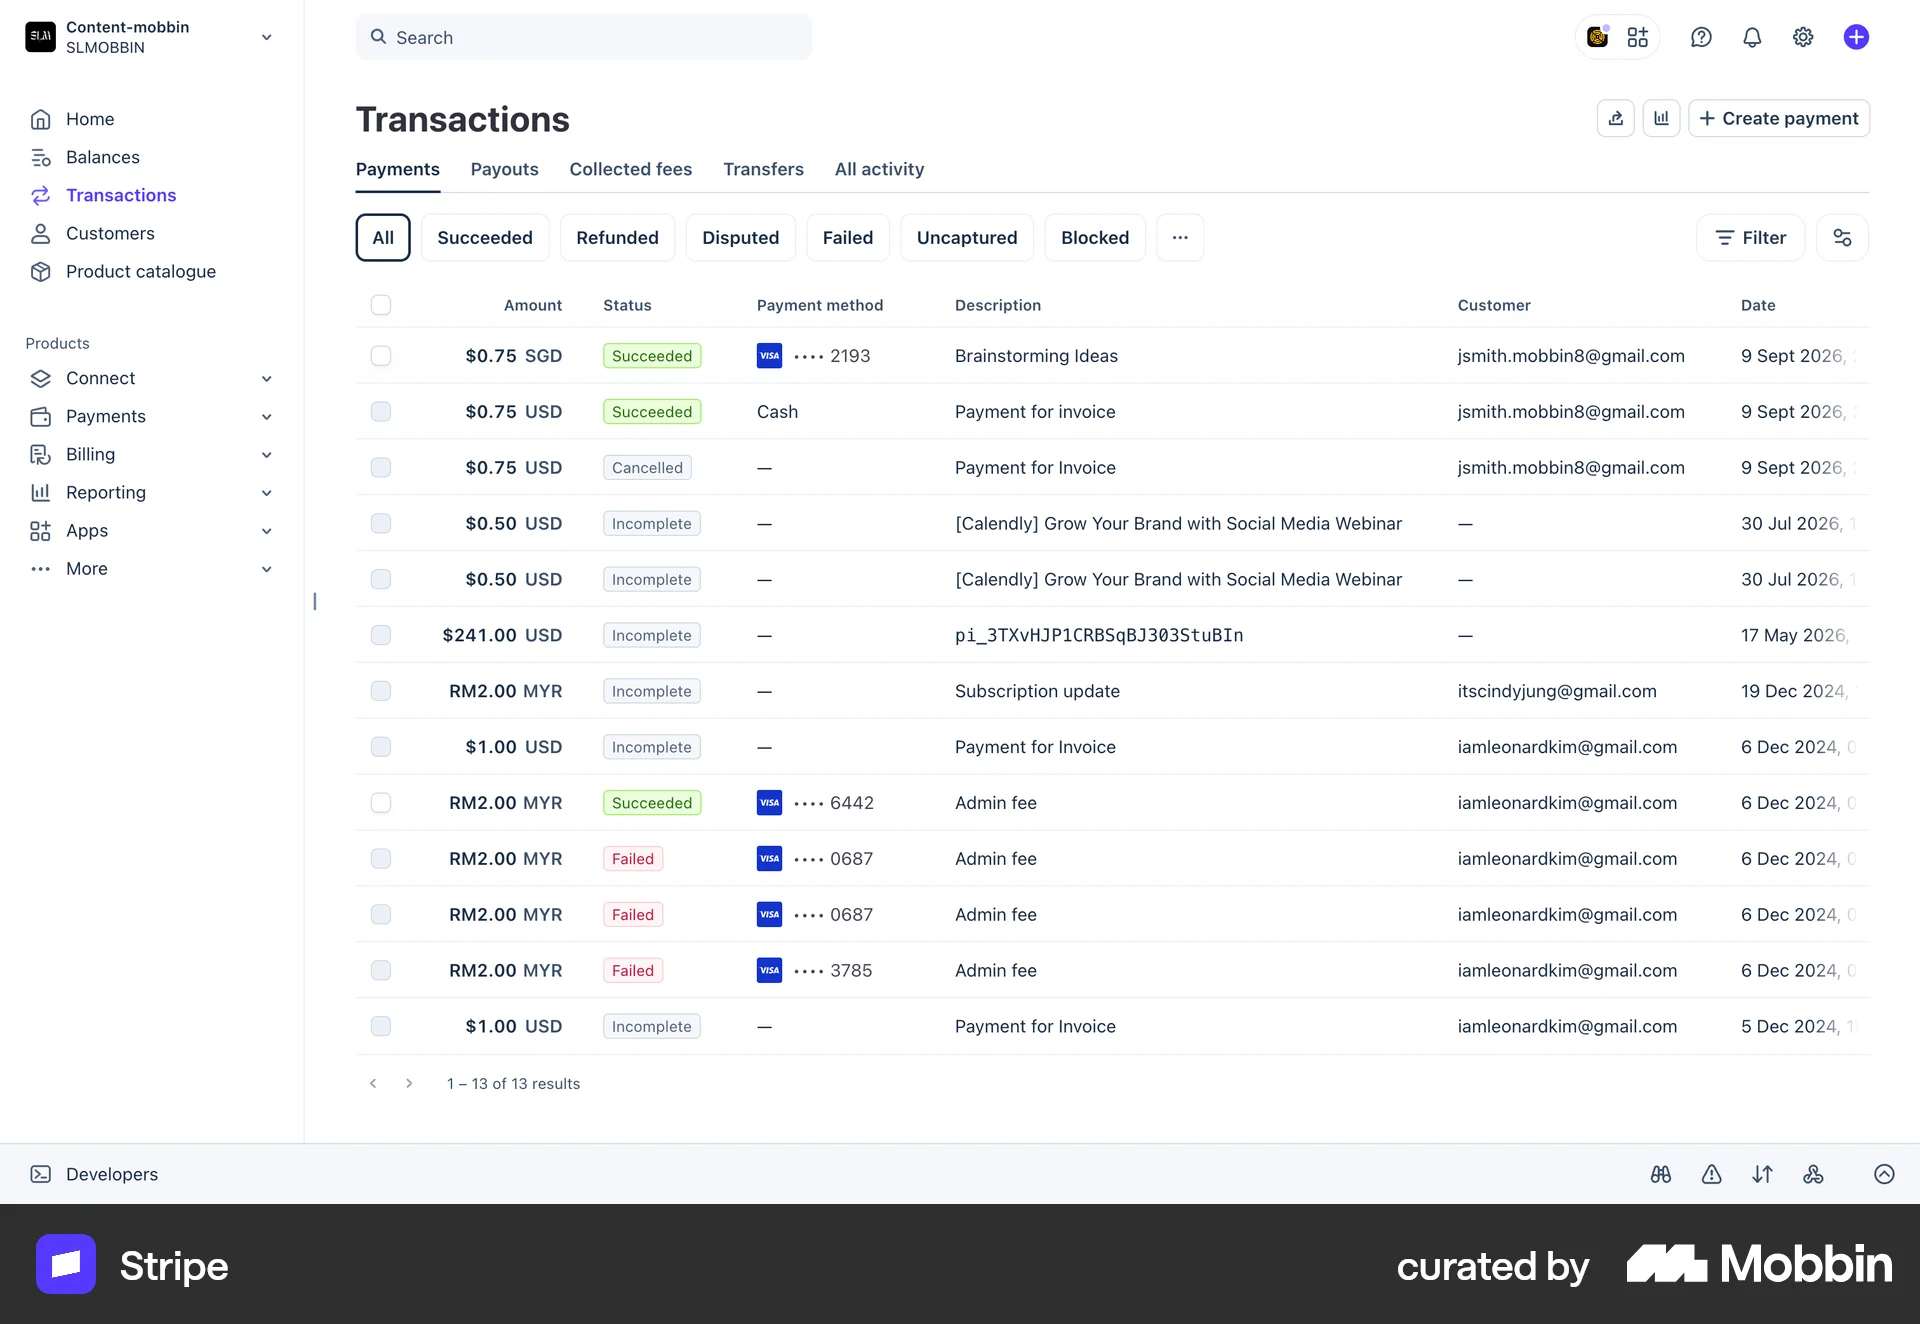 SLM
Content-mobbin
SLMOBBIN
Search
Home
Balances
Transactions
Customers
Product catalogue
Products
Connect
Payments
Billing
Reporting
Apps
More
Transactions
+ Create payment
Payments Payouts Collected fees Transfers All activity
All Succeeded Refunded Disputed Failed Uncaptured Blocked ··· Filter
Amount Status Payment method Description Customer Date
$0.75 SGD Succeeded VISA •••• 2193 Brainstorming Ideas jsmith.mobbin8@gmail.com 9 Sept 2026,
$0.75 USD Succeeded Cash Payment for invoice jsmith.mobbin8@gmail.com 9 Sept 2026,
$0.75 USD Cancelled — Payment for Invoice jsmith.mobbin8@gmail.com 9 Sept 2026,
$0.50 USD Incomplete — [Calendly] Grow Your Brand with Social Media Webinar — 30 Jul 2026,
$0.50 USD Incomplete — [Calendly] Grow Your Brand with Social Media Webinar — 30 Jul 2026,
$241.00 USD Incomplete — pi_3TXvHJP1CRBSqBJ303StuBIn — 17 May 2026,
RM2.00 MYR Incomplete — Subscription update itscindyjung@gmail.com 19 Dec 2024,
$1.00 USD Incomplete — Payment for Invoice iamleonardkim@gmail.com 6 Dec 2024, 0
RM2.00 MYR Succeeded VISA •••• 6442 Admin fee iamleonardkim@gmail.com 6 Dec 2024, 0
RM2.00 MYR Failed VISA •••• 0687 Admin fee iamleonardkim@gmail.com 6 Dec 2024, 0
RM2.00 MYR Failed VISA •••• 0687 Admin fee iamleonardkim@gmail.com 6 Dec 2024, 0
RM2.00 MYR Failed VISA •••• 3785 Admin fee iamleonardkim@gmail.com 6 Dec 2024, 0
$1.00 USD Incomplete — Payment for Invoice iamleonardkim@gmail.com 5 Dec 2024,
1 – 13 of 13 results
Developers
Stripe
curated by Mobbin